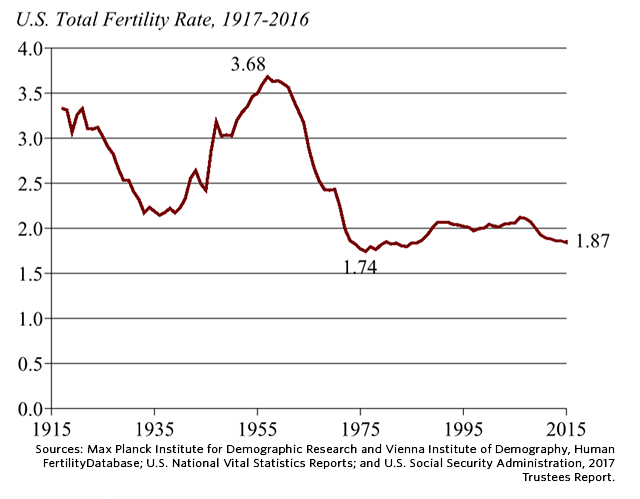 U.S. Total Fertility Rate, 1917-2016
4.0
3.68
3.5
3.0
2.5
2.0
1.87
1.74
1.5
1.0
0.5
0.0
1915 1935 1955 1975 1995 2015
Sources: Max Planck Institute for Demographic Research and Vienna Institute of Demography, Human
FertilityDatabase; U.S. National Vital Statistics Reports; and U.S. Social Security Administration, 2017
Trustees Report.